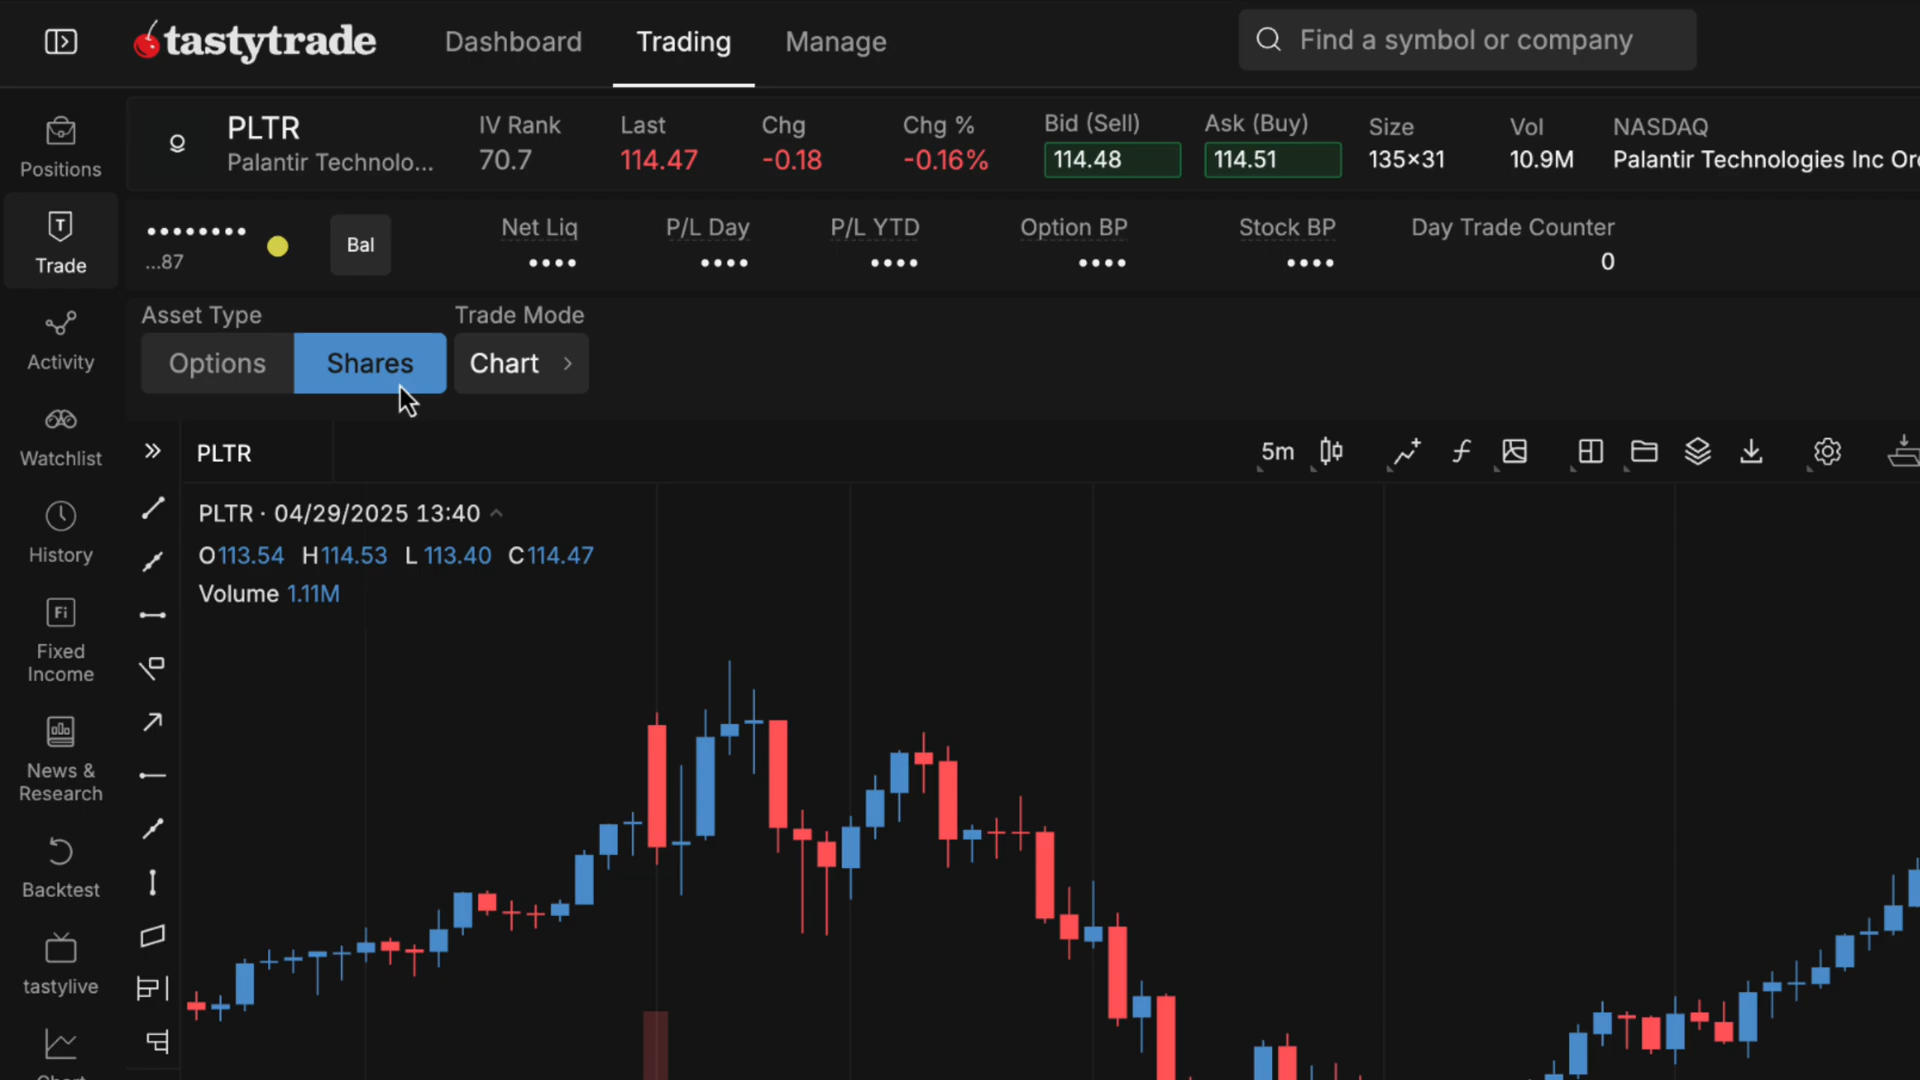 tastytrade
Dashboard
Trading
Manage
Find a symbol or company
Positions
Trade
Activity
Watchlist
History
Fi
Fixed
Income
News &
Research
Backtest
tastylive
PLTR
Palantir Technolo...
IV Rank
70.7
Last
114.47
Chg
-0.18
Chg %
-0.16%
Bid (Sell)
114.48
Ask (Buy)
114.51
Size
135×31
Vol
10.9M
NASDAQ
Palantir Technologies Inc Or
•••••••• 
...87
Bal
Net Liq
••••
P/L Day
••••
P/L YTD
••••
Option BP
••••
Stock BP
••••
Day Trade Counter
0
Asset Type
Options
Shares
Trade Mode
Chart
PLTR
5m
PLTR · 04/29/2025 13:40
O113.54 H114.53 L 113.40 C114.47
Volume 1.11M